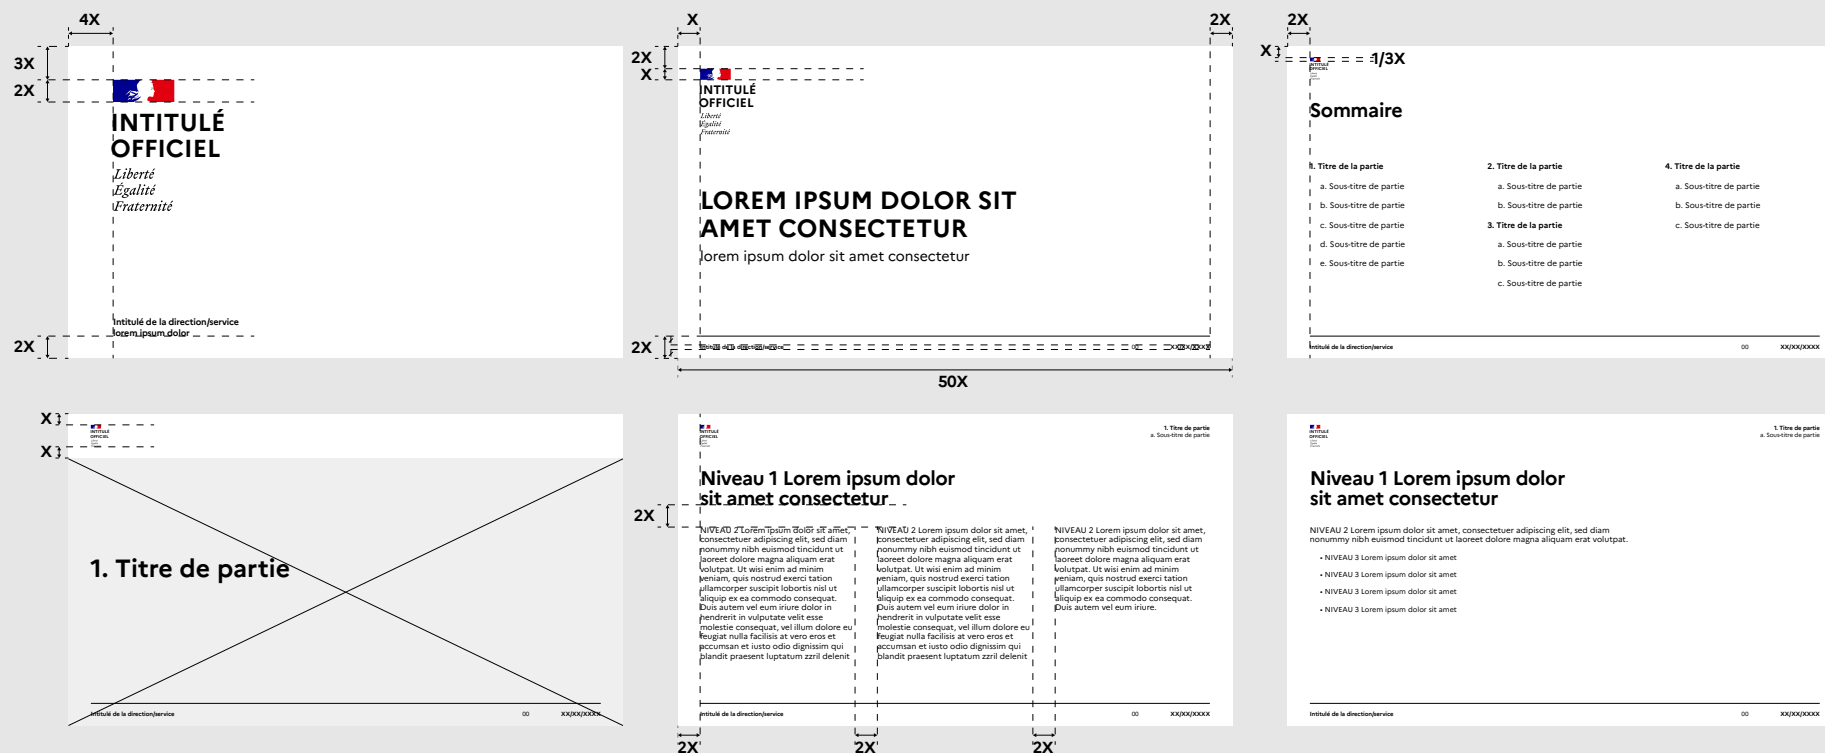 4X
3X
2X
INTITULÉ
OFFICIEL
Liberté
Égalité
Fraternité
Intitulé de la direction/service
lorem ipsum dolor
2X
X
2X
2X
X
INTITULÉ
OFFICIEL
Liberté
Égalité
Fraternité
LOREM IPSUM DOLOR SIT
AMET CONSECTETUR
lorem ipsum dolor sit amet consectetur
2X
Intitulé de la direction/service 00 XX/XX/XXXX
50X
2X
X
1/3X
INTITULÉ
OFFICIEL
Sommaire
1. Titre de la partie
a. Sous-titre de partie
b. Sous-titre de partie
c. Sous-titre de partie
d. Sous-titre de partie
e. Sous-titre de partie
2. Titre de la partie
a. Sous-titre de partie
b. Sous-titre de partie
3. Titre de la partie
a. Sous-titre de partie
b. Sous-titre de partie
c. Sous-titre de partie
4. Titre de la partie
a. Sous-titre de partie
b. Sous-titre de partie
c. Sous-titre de partie
Intitulé de la direction/service 00 XX/XX/XXXX
X
X
INTITULÉ
OFFICIEL
1. Titre de partie
Intitulé de la direction/service 00 XX/XX/XXXX
INTITULÉ
OFFICIEL
1. Titre de partie
a. Sous-titre de partie
Niveau 1 Lorem ipsum dolor
sit amet consectetur
2X
NIVEAU 2 Lorem ipsum dolor sit amet,
consectetuer adipiscing elit, sed diam
nonummy nibh euismod tincidunt ut
laoreet dolore magna aliquam erat
volutpat. Ut wisi enim ad minim
veniam, quis nostrud exerci tation
ullamcorper suscipit lobortis nisl ut
aliquip ex ea commodo consequat.
Duis autem vel eum iriure dolor in
hendrerit in vulputate velit esse
molestie consequat, vel illum dolore eu
feugiat nulla facilisis at vero eros et
accumsan et iusto odio dignissim qui
blandit praesent luptatum zzril delenit
NIVEAU 2 Lorem ipsum dolor sit amet,
consectetuer adipiscing elit, sed diam
nonummy nibh euismod tincidunt ut
laoreet dolore magna aliquam erat
volutpat. Ut wisi enim ad minim
veniam, quis nostrud exerci tation
ullamcorper suscipit lobortis nisl ut
aliquip ex ea commodo consequat.
Duis autem vel eum iriure dolor in
hendrerit in vulputate velit esse
molestie consequat, vel illum dolore eu
feugiat nulla facilisis at vero eros et
accumsan et iusto odio dignissim qui
blandit praesent luptatum zzril delenit
NIVEAU 2 Lorem ipsum dolor sit amet,
consectetuer adipiscing elit, sed diam
nonummy nibh euismod tincidunt ut
laoreet dolore magna aliquam erat
volutpat. Ut wisi enim ad minim
veniam, quis nostrud exerci tation
ullamcorper suscipit lobortis nisl ut
aliquip ex ea commodo consequat.
Duis autem vel eum iriure.
Intitulé de la direction/service 00 XX/XX/XXXX
2X 2X 2X
INTITULÉ
OFFICIEL
1. Titre de partie
a. Sous-titre de partie
Niveau 1 Lorem ipsum dolor
sit amet consectetur
NIVEAU 2 Lorem ipsum dolor sit amet, consectetuer adipiscing elit, sed diam
nonummy nibh euismod tincidunt ut laoreet dolore magna aliquam erat volutpat.
• NIVEAU 3 Lorem ipsum dolor sit amet
• NIVEAU 3 Lorem ipsum dolor sit amet
• NIVEAU 3 Lorem ipsum dolor sit amet
• NIVEAU 3 Lorem ipsum dolor sit amet
Intitulé de la direction/service 00 XX/XX/XXXX